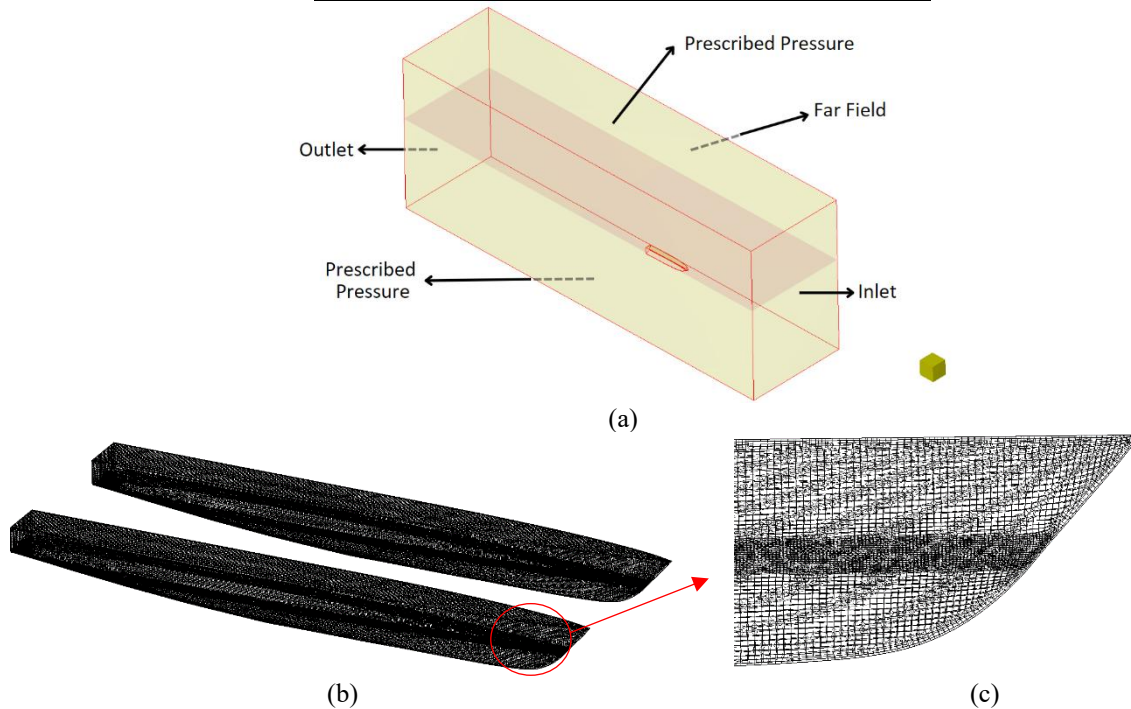 Prescribed Pressure
Far Field
Outlet
Prescribed
Pressure
Inlet
(a)
(b)
(c)